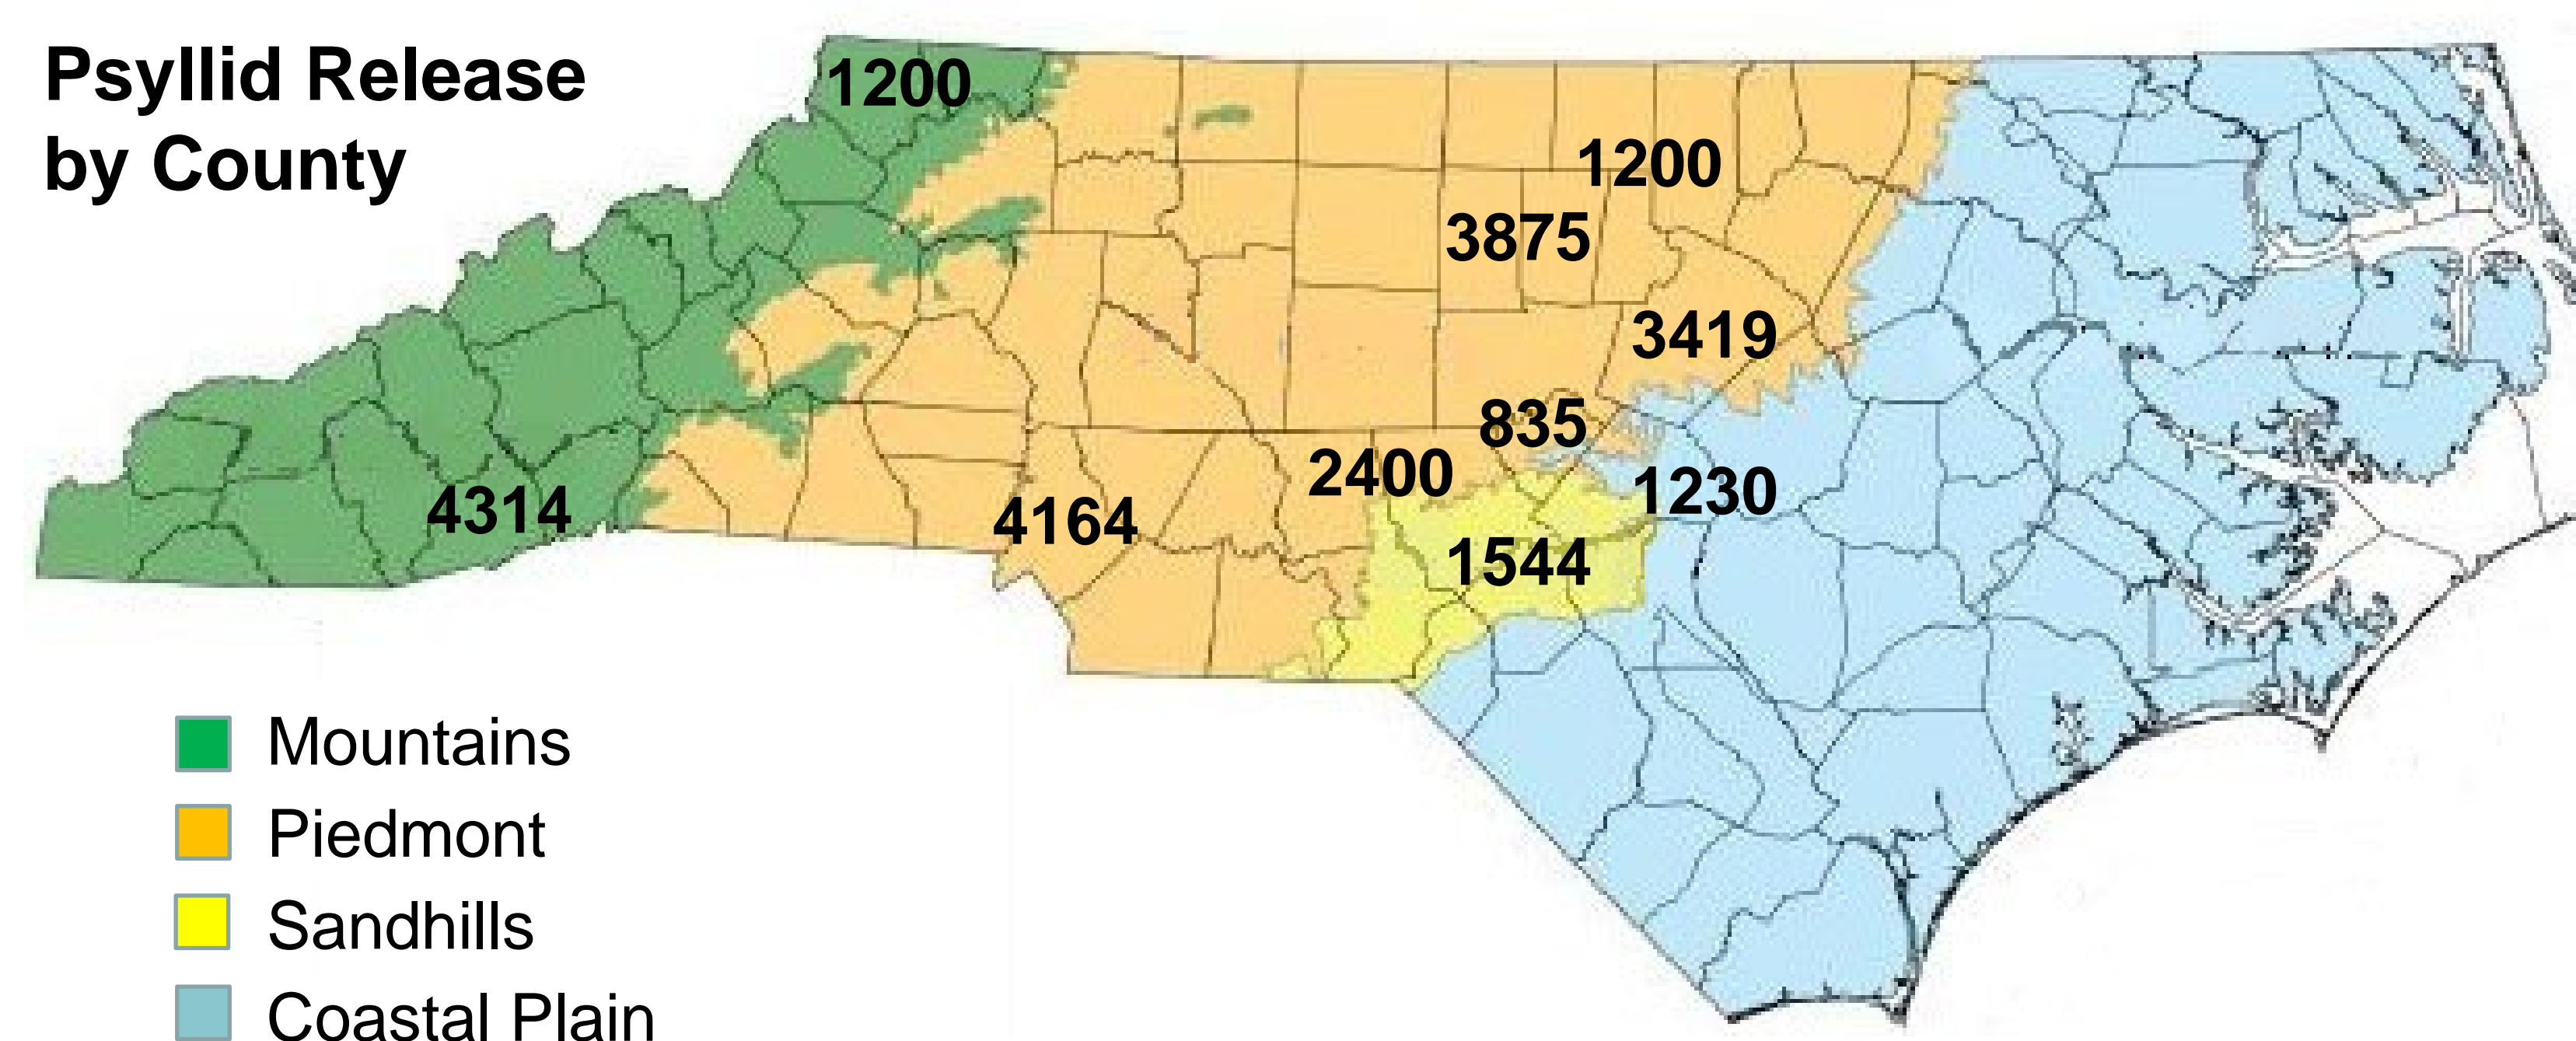 Psyllid Release
by County
1200
1200
3875
3419
835
2400
1230
4314
4164
1544
Mountains
Piedmont
Sandhills
Coastal Plain